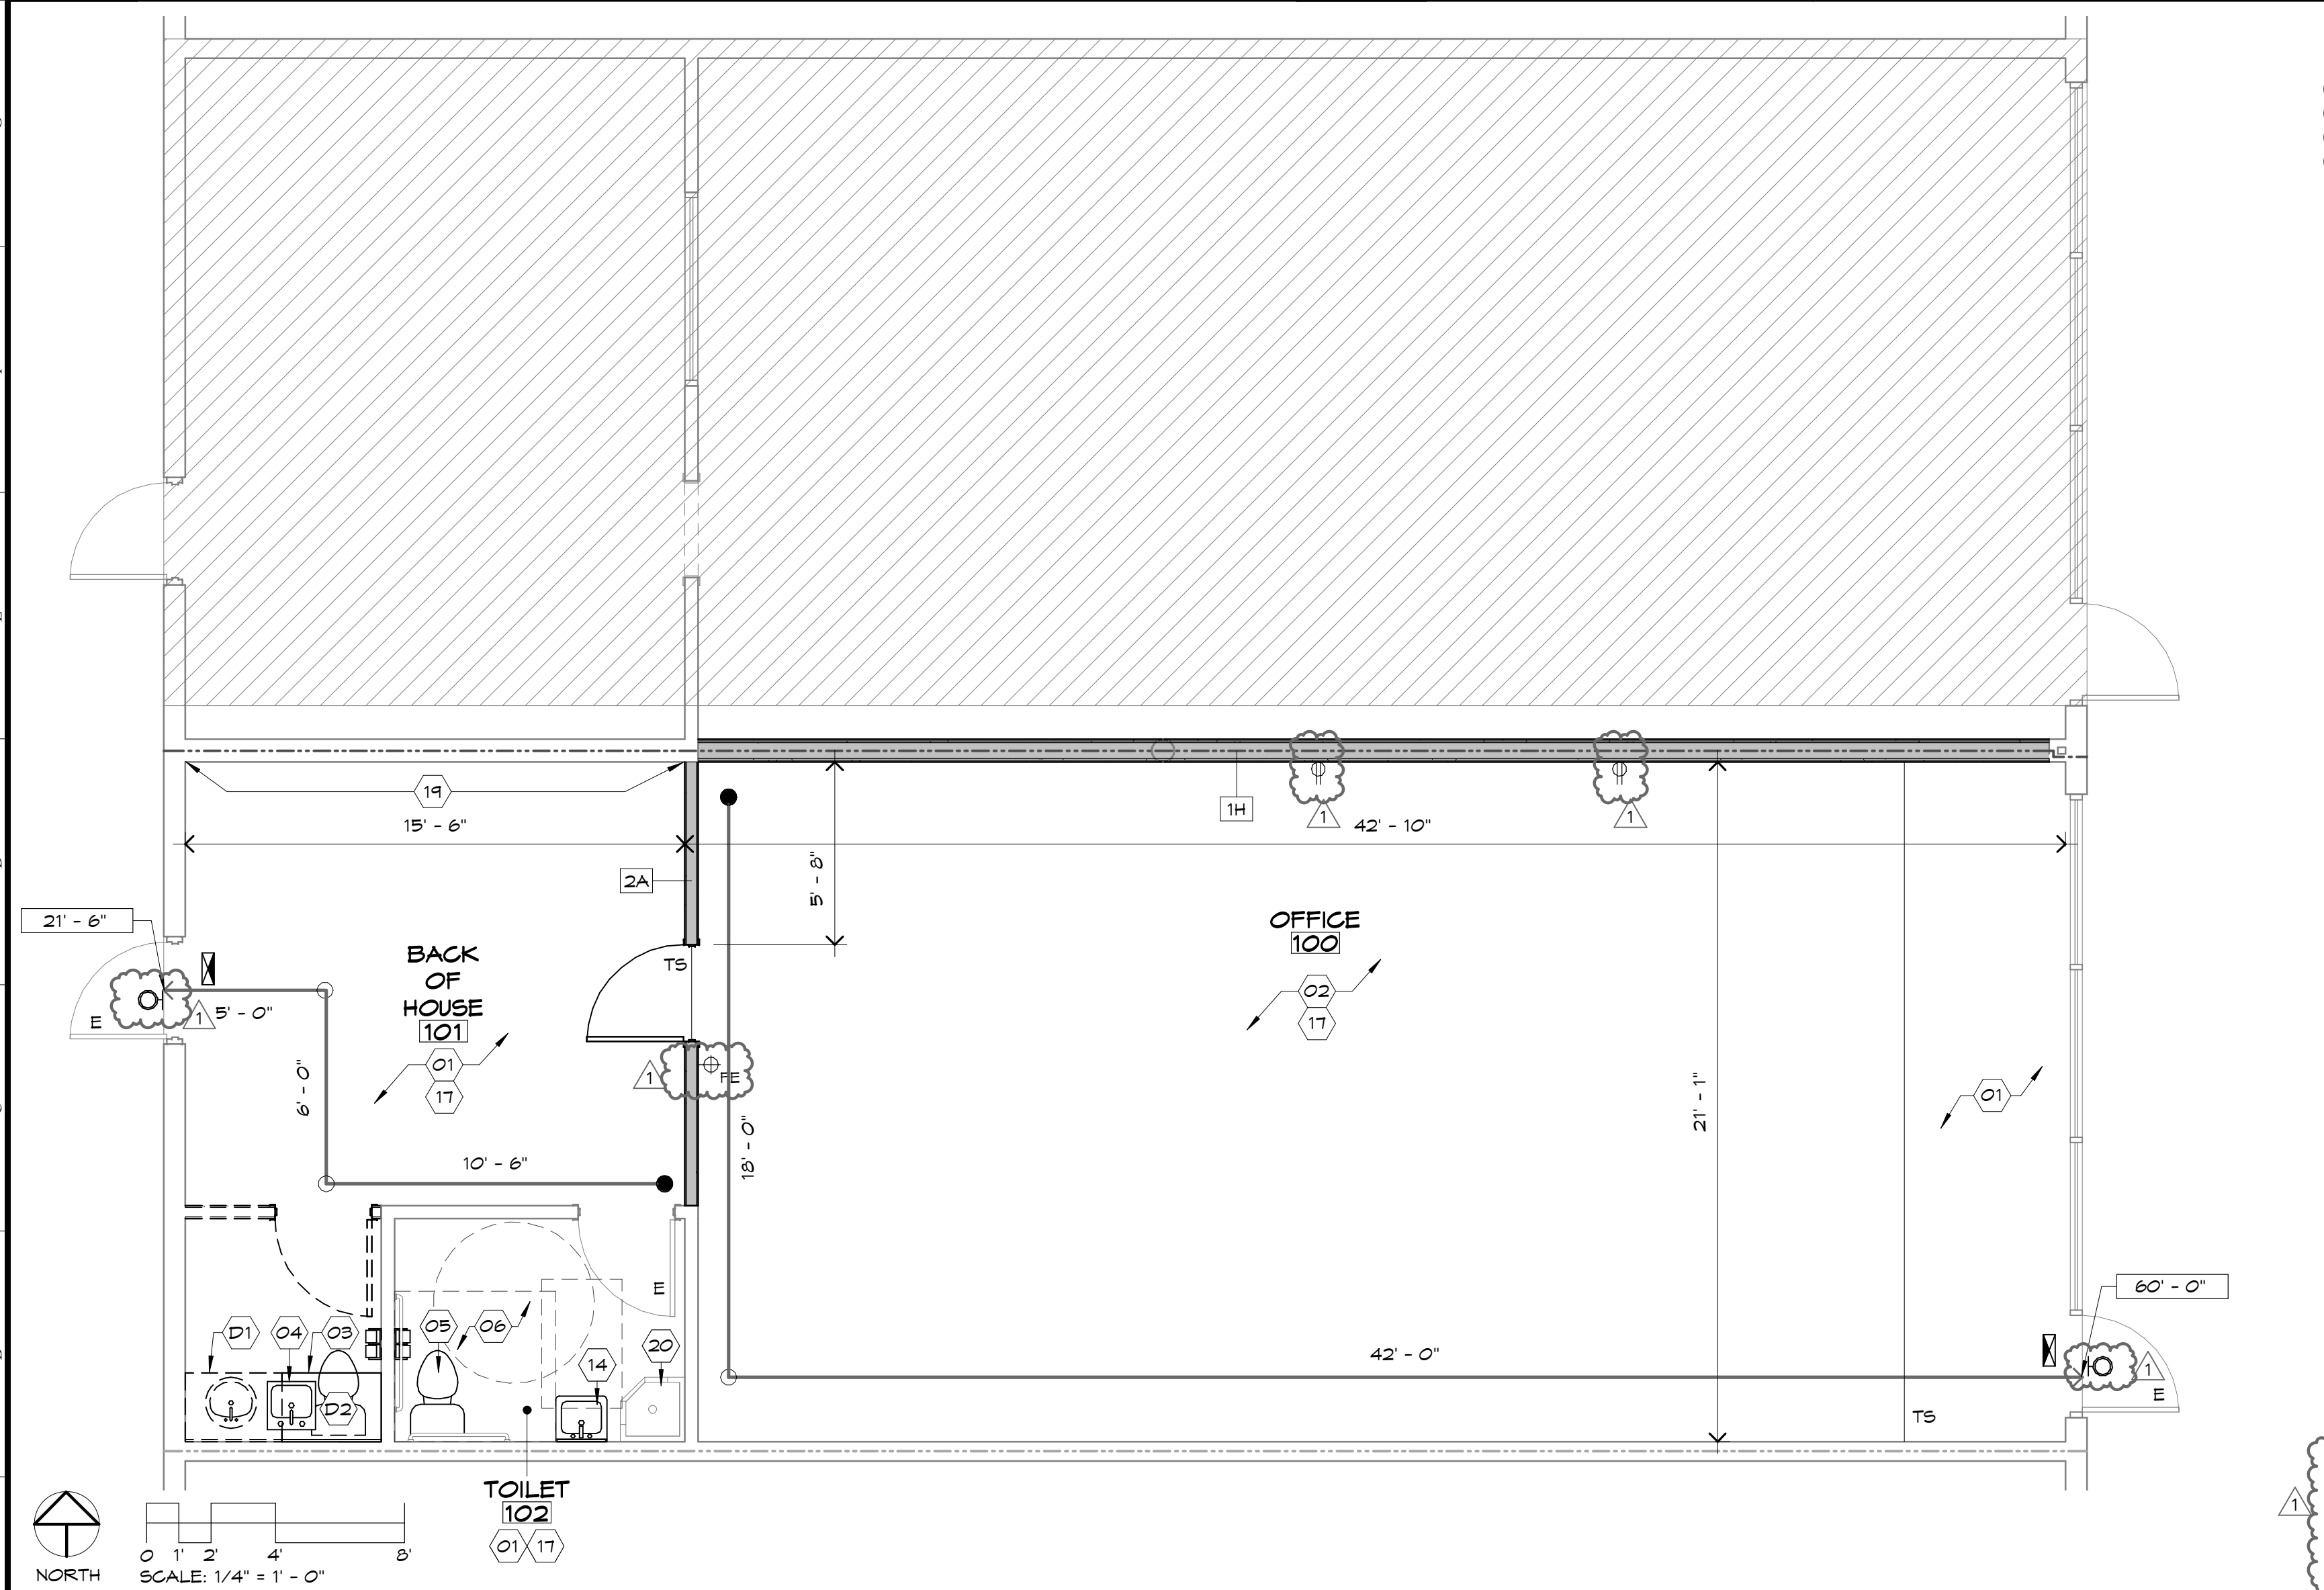 19
15' - 6"
1H
1
42' - 10"
1
2A
5' - 8"
21' - 6"
OFFICE
100
02
17
BACK
OF
HOUSE
101
01
17
TS
E
1
5' - 0"
6' - 0"
1
FE
18' - 0"
21' - 1"
01
10' - 6"
E
60' - 0"
D1
04
03
05
06
14
20
D2
42' - 0"
1
E
TS
TOILET
102
01
17
0 1' 2' 4' 8'
NORTH
SCALE: 1/4" = 1' - 0"
1